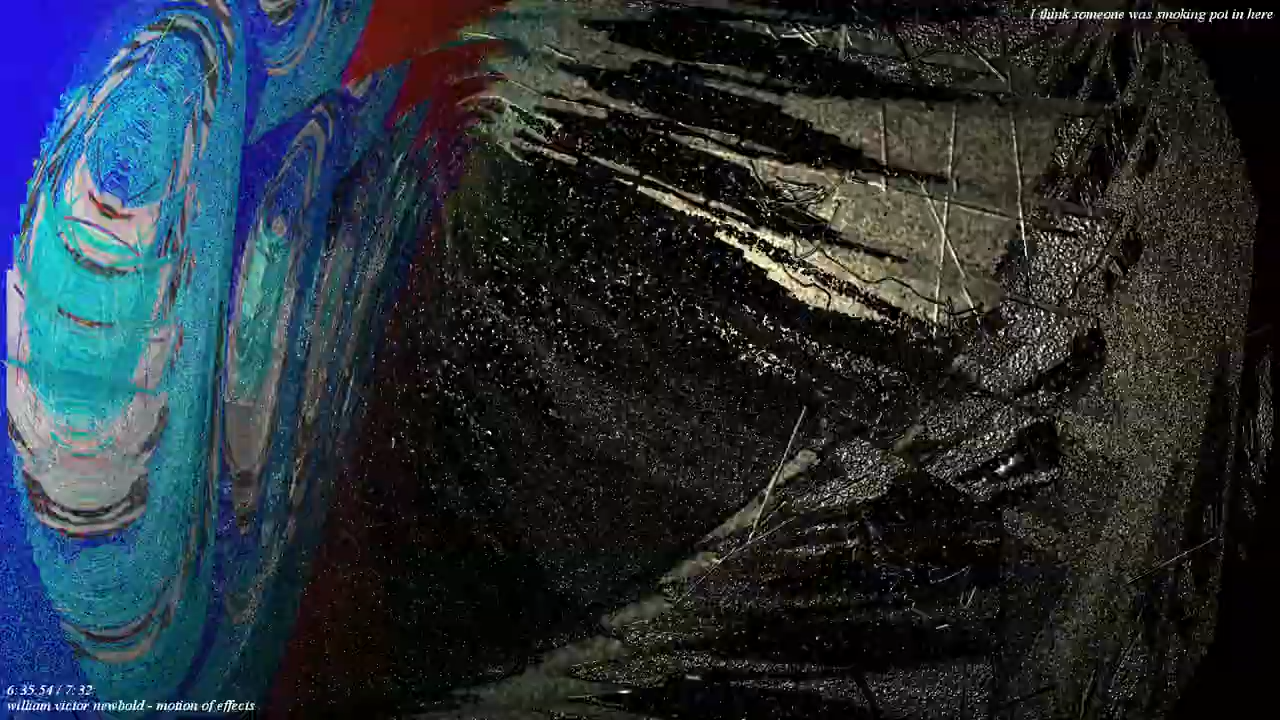 I think someone was smoking pot in here
6:35.54 / 7:32
william victor newbold - motion of effects